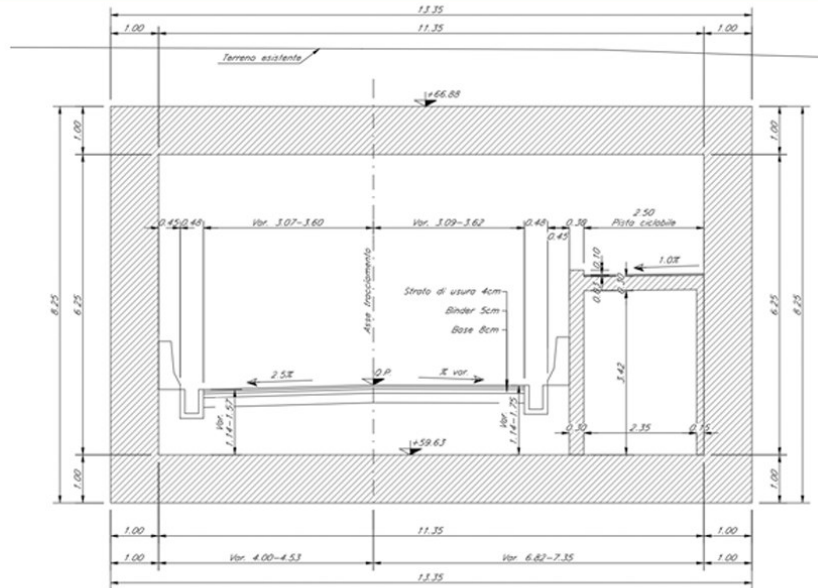 13.35
1.00 11.35 1.00
Terreno esistente
+66.88
1.00 1.00
0.45 0.48 Var. 3.07-3.60 Var. 3.09-3.62 0.48 0.38 2.50
Pista ciclabile
0.45
0.10 1.0%
0.03 0.30
Asse tracciamento
Strato di usura 4cm
Binder 5cm
Base 8cm
8.25 6.25 6.25 8.25
3.42
2.5% Q.P. % var.
Var.
1.14-1.57
Var.
1.14-1.75
0.30 2.35 0.15
+59.63
1.00 1.00
1.00 11.35 1.00
1.00 Var. 4.00-4.53 Var. 6.82-7.35 1.00
13.35